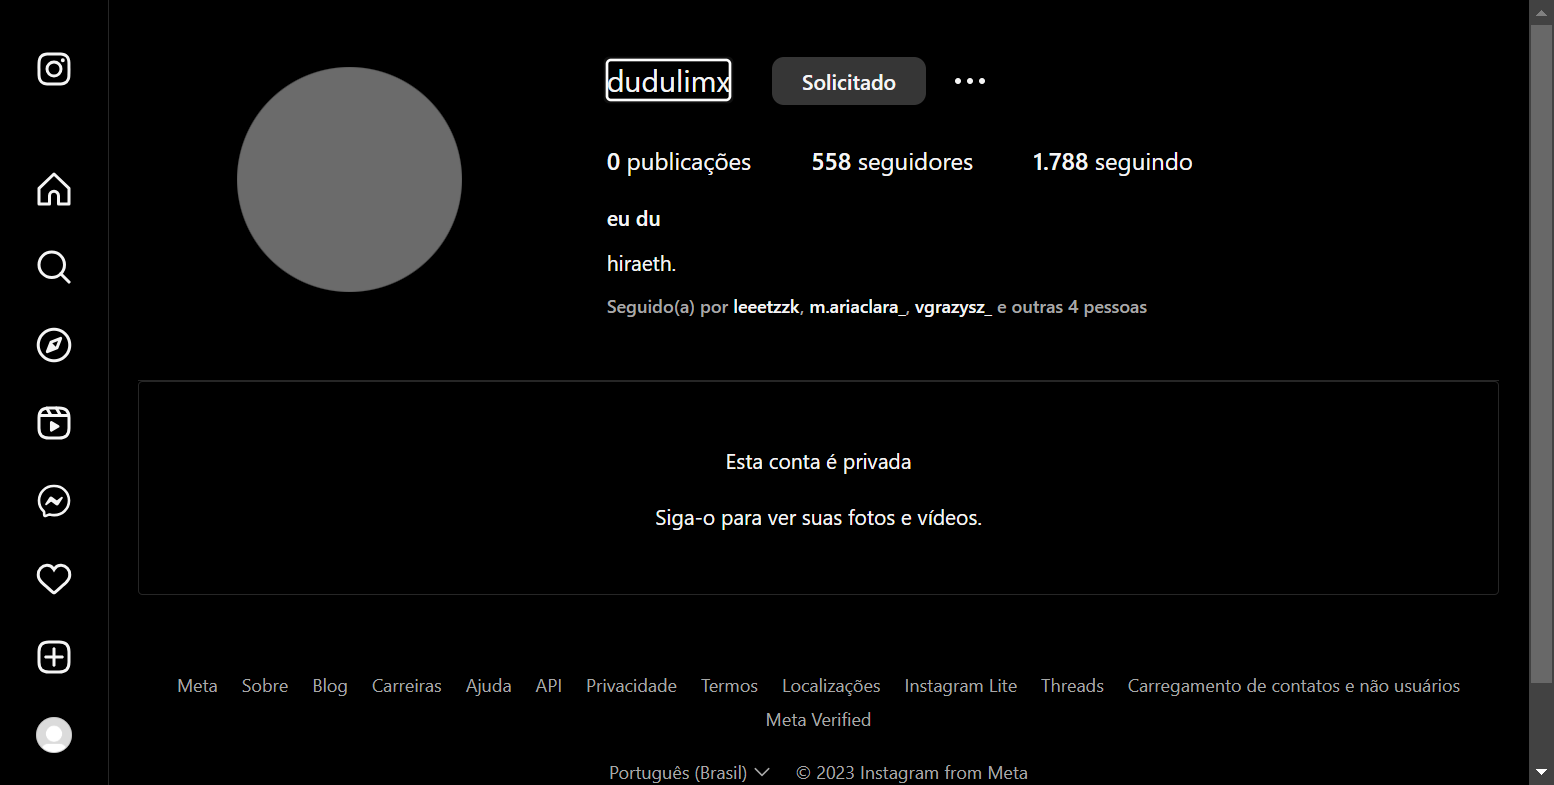 dudulimx Solicitado
0 publicações 558 seguidores 1.788 seguindo
eu du
hiraeth.
Seguido(a) por leeetzzk, m.ariaclara_, vgrazysz_ e outras 4 pessoas
Esta conta é privada
Siga-o para ver suas fotos e vídeos.
Meta Sobre Blog Carreiras Ajuda API Privacidade Termos Localizações Instagram Lite Threads Carregamento de contatos e não usuários
Meta Verified
Português (Brasil) © 2023 Instagram from Meta